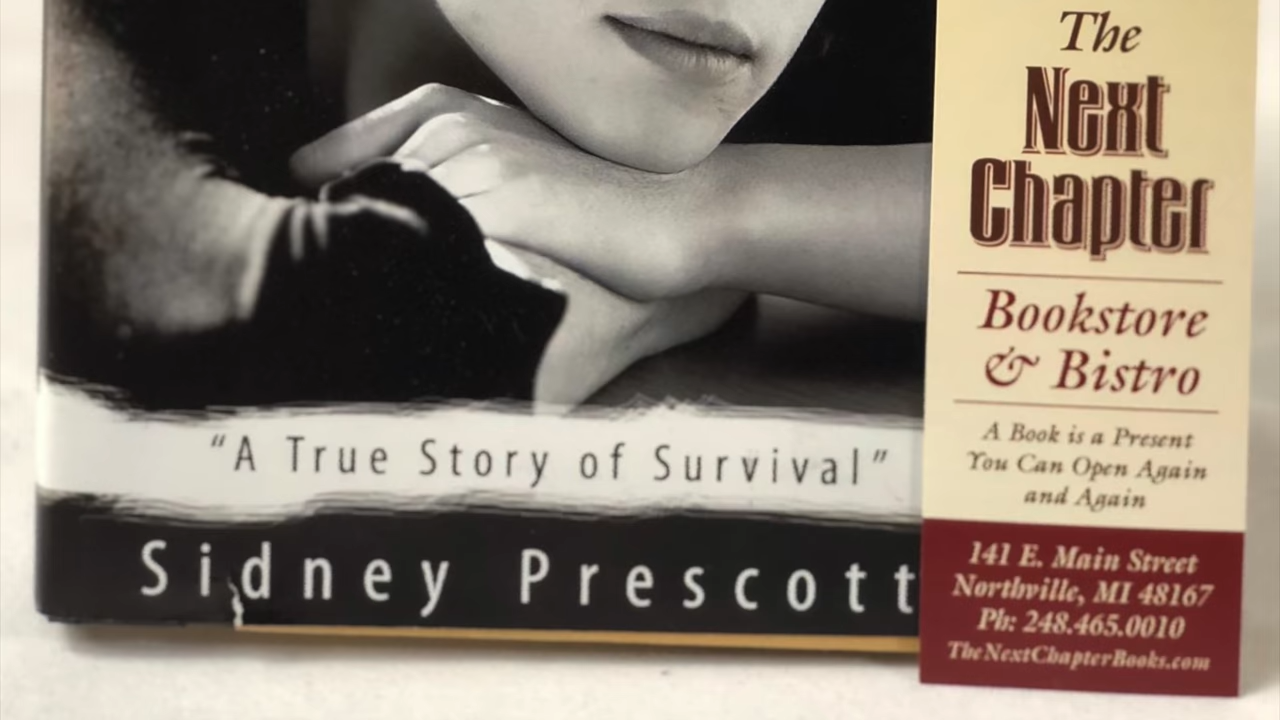 "A True Story of Survival"
Sidney Prescott
The
Next
Chapter
Bookstore
& Bistro
A Book is a Present
You Can Open Again
and Again
141 E. Main Street
Northville, MI 48167
Ph: 248.465.0010
TheNextChapterBooks.com